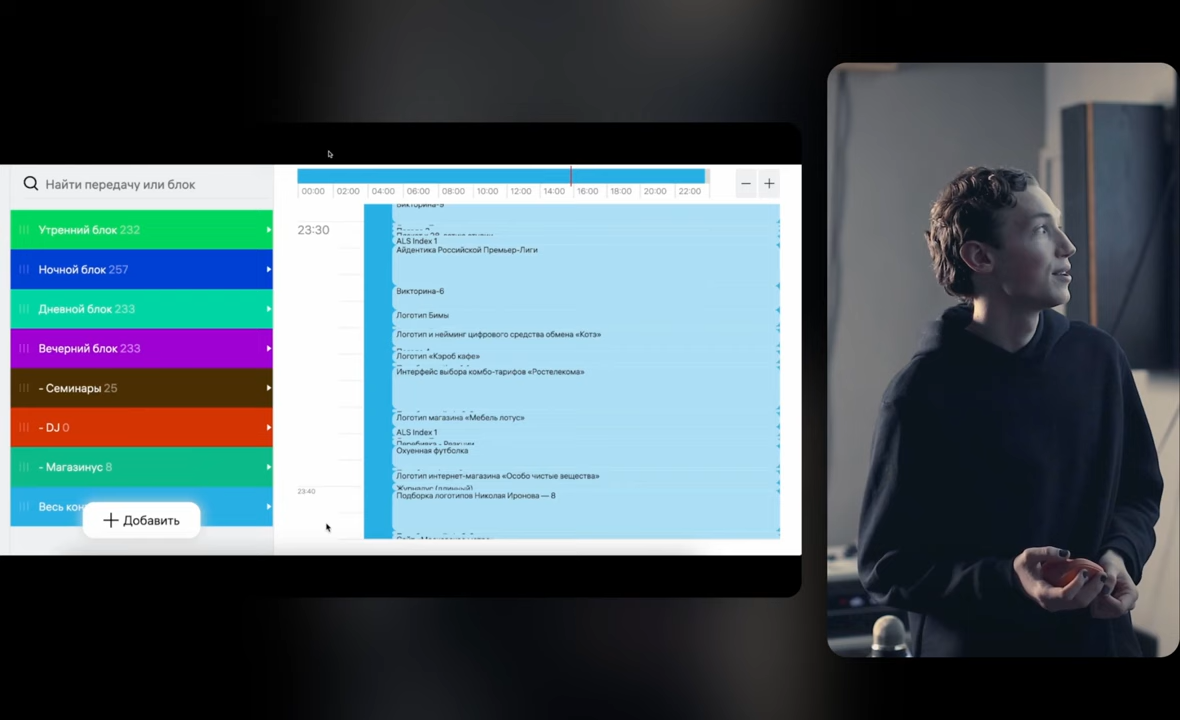 Найти передачу или блок
Утренний блок 232
Ночной блок 257
Дневной блок 233
Вечерний блок 233
- Семинары 25
- DJ 0
- Магазинус 8
Весь
+ Добавить
00:00 02:00 04:00 06:00 08:00 10:00 12:00 14:00 16:00 18:00 20:00 22:00
− +
23:30
ALS Index 1
Айдентика Российской Премьер-Лиги
Викторина-6
Логотип Бимы
Логотип и нейминг цифрового средства обмена «Котэ»
Логотип «Кэроб кафе»
Интерфейс выбора комбо-тарифов «Ростелекома»
Логотип магазина «Мебель лотус»
ALS Index 1
Охуенная футболка
Логотип интернет-магазина «Особо чистые вещества»
23:40
Подборка логотипов Николая Иронова — 8